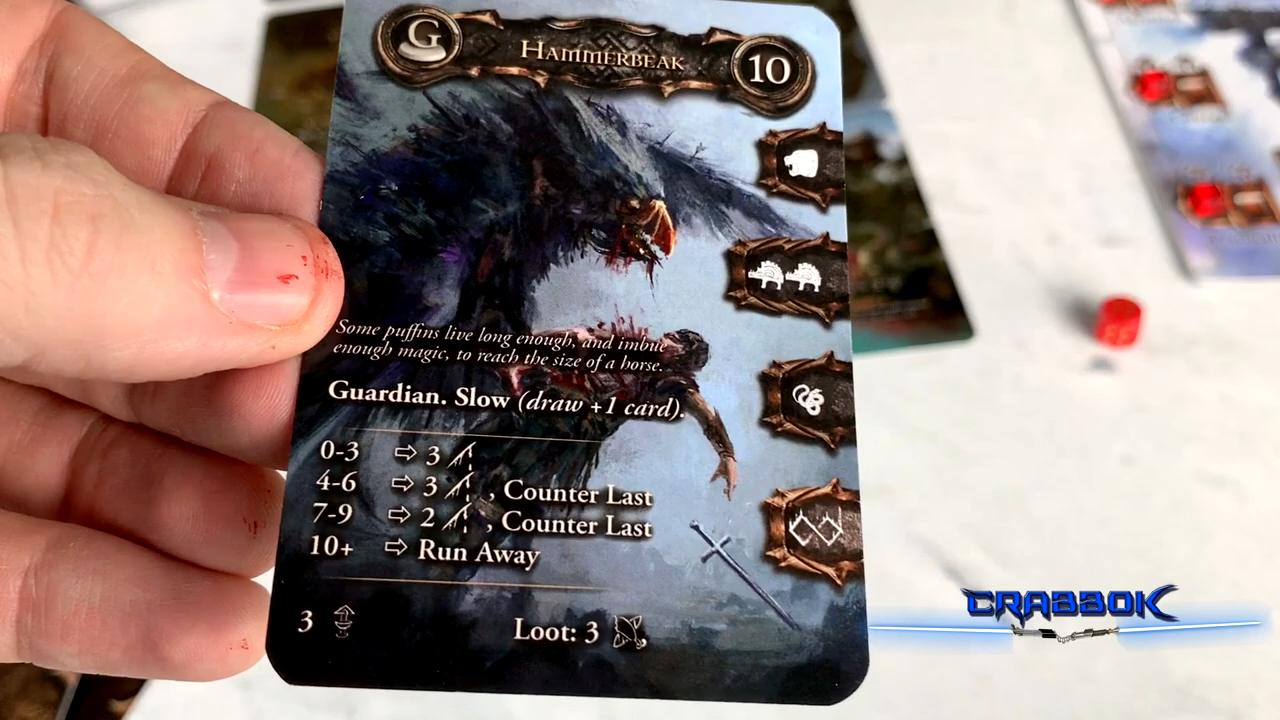 G
HAMMERBEAK
10
Some puffins live long enough, and imbue
enough magic, to reach the size of a horse.
Guardian. Slow (draw +1 card).
0-3 ⇨ 3
4-6 ⇨ 3 , Counter Last
7-9 ⇨ 2 , Counter Last
10+ ⇨ Run Away
3
Loot: 3
CRABBOK